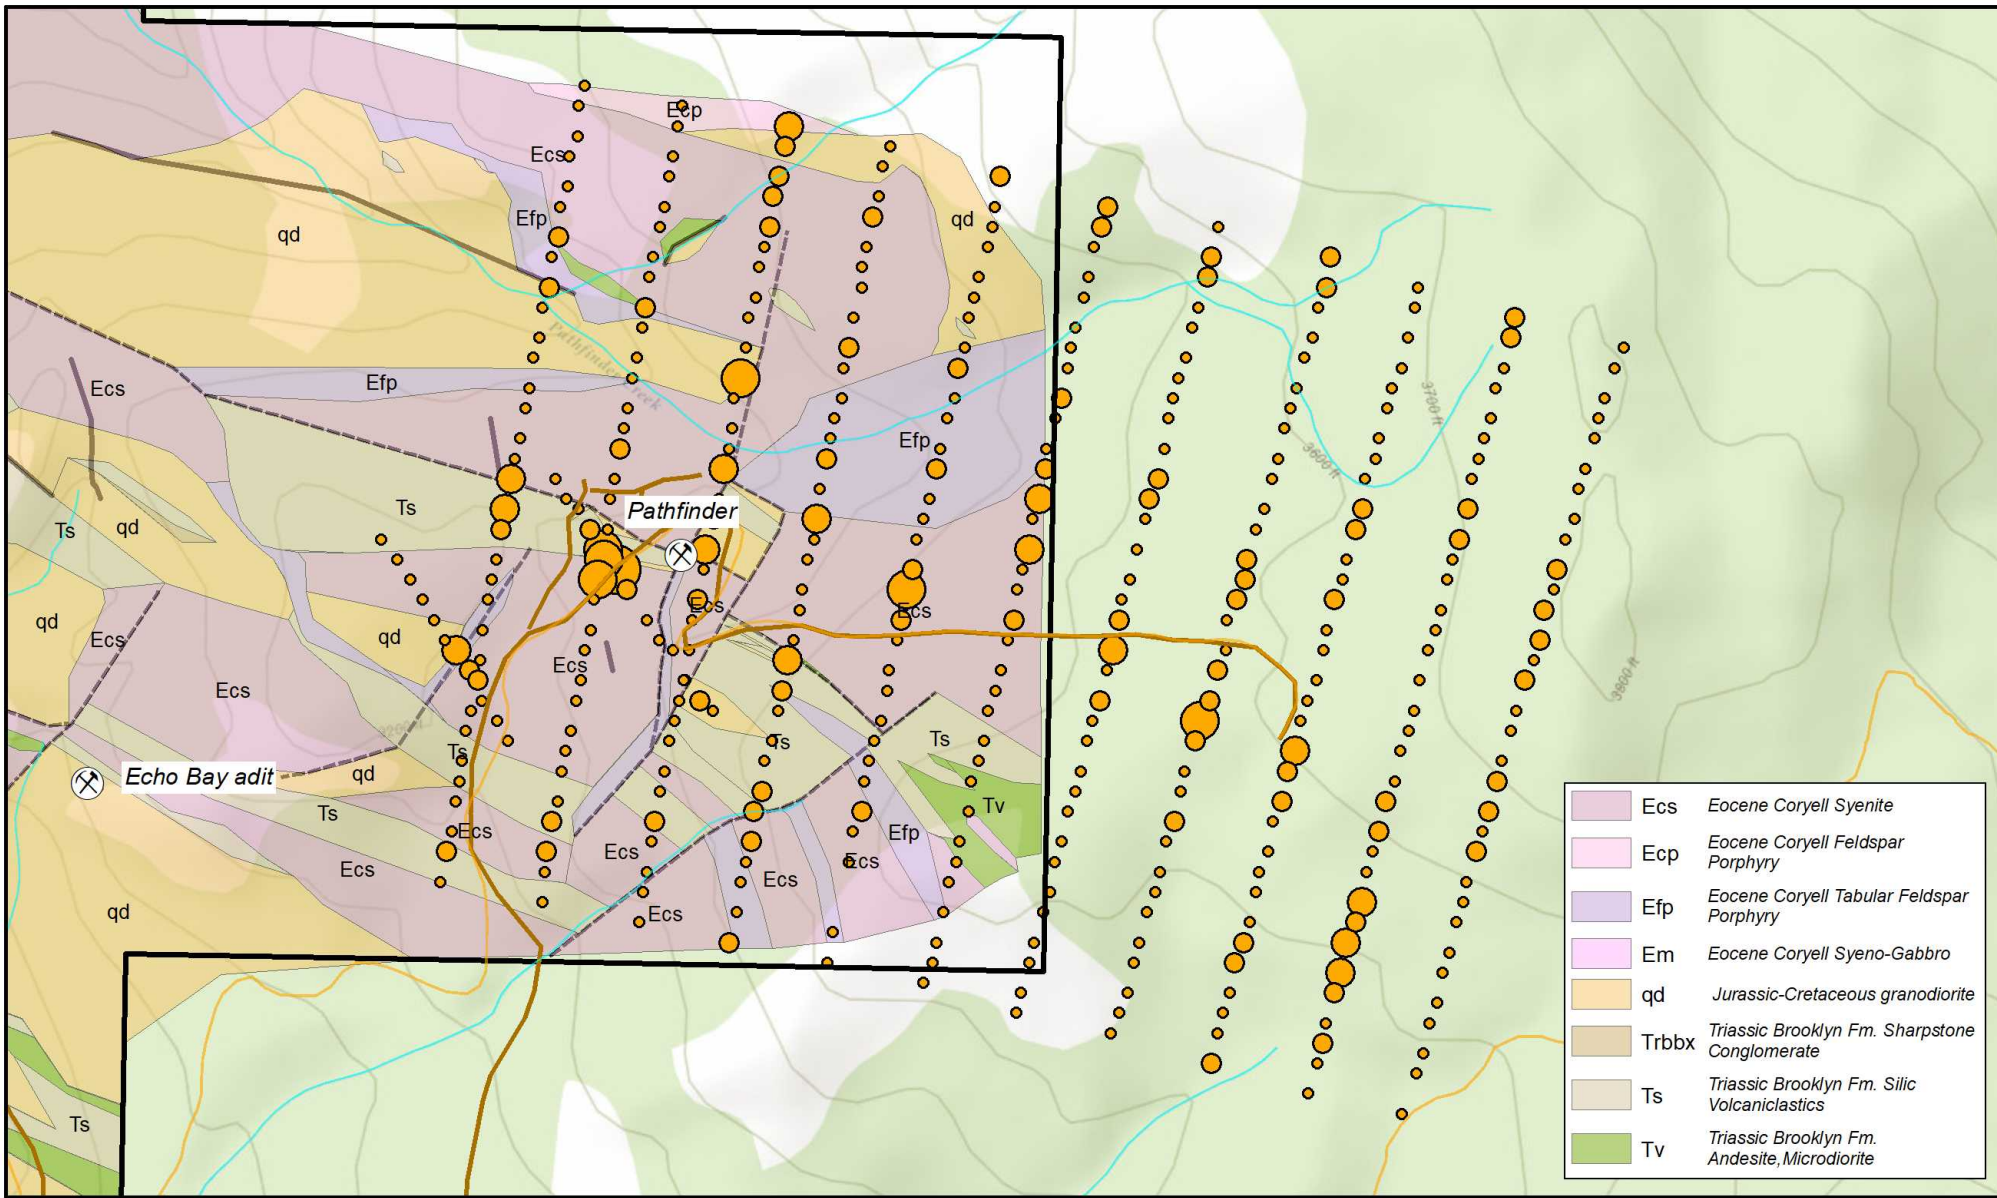 Ecp
Ecs
Efp
qd
qd
Pathfinder Creek
Ecs
Efp
3700 ft
Efp
3600 ft
Ts
Pathfinder
Ts
qd
Ecs
Ecs
qd
Ecs
qd
Ecs
Ecs
3800 ft
Ts
Ts
Ts
Echo Bay adit
qd
Ts
Tv
Ecs
Efp
Ecs
Ecs
Ecs
Ecs
qd
Ecs
Ts
Ecs Eocene Coryell Syenite
Ecp Eocene Coryell Feldspar
Porphyry
Efp Eocene Coryell Tabular Feldspar
Porphyry
Em Eocene Coryell Syeno-Gabbro
qd Jurassic-Cretaceous granodiorite
Trbbx Triassic Brooklyn Fm. Sharpstone
Conglomerate
Ts Triassic Brooklyn Fm. Silic
Volcaniclastics
Tv Triassic Brooklyn Fm.
Andesite,Microdiorite